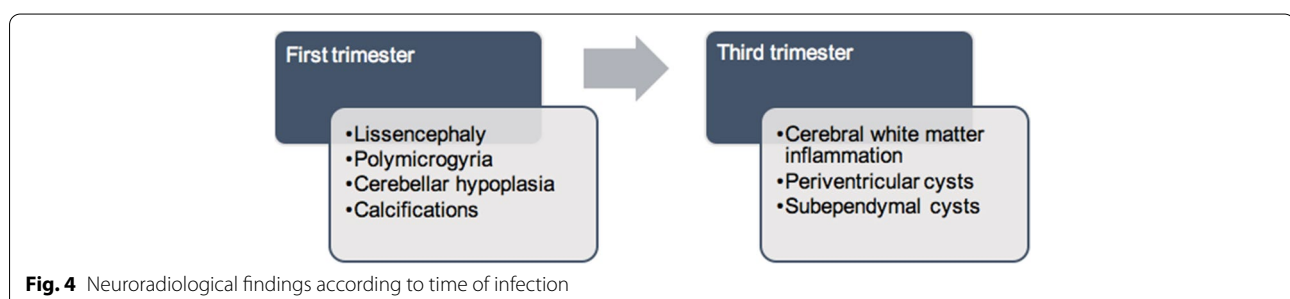 First trimester
•Lissencephaly
•Polymicrogyria
•Cerebellar hypoplasia
•Calcifications
Third trimester
•Cerebral white matter
inflammation
•Periventricular cysts
•Subependymal cysts
Fig. 4 Neuroradiological findings according to time of infection